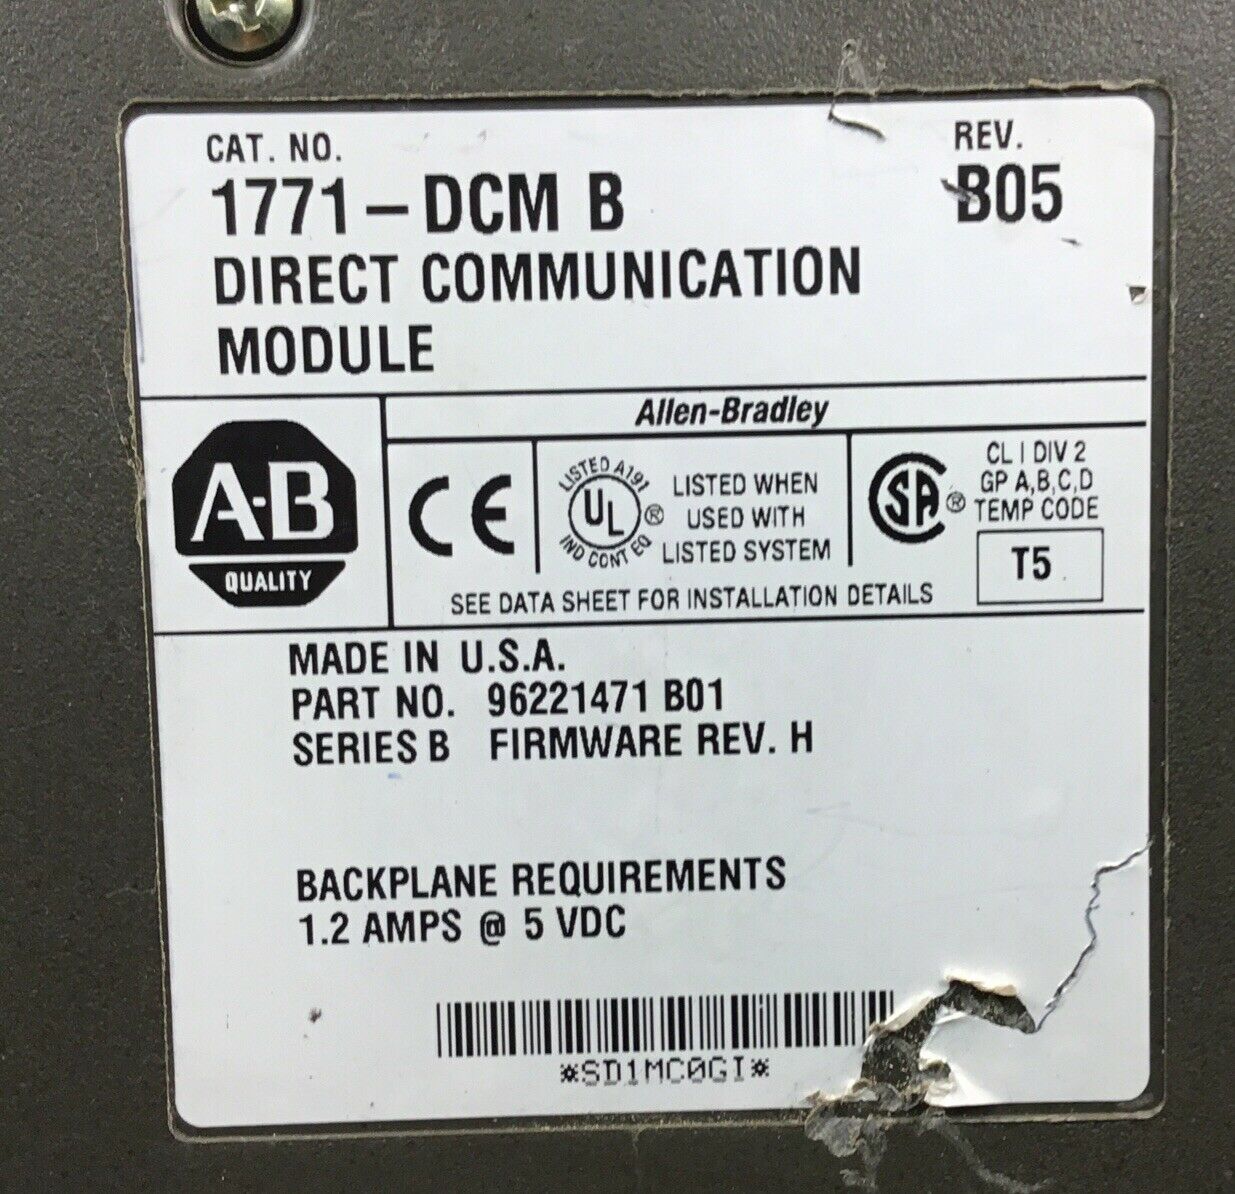 CAT. NO.
REV.
1771-DCM B
B05
DIRECT COMMUNICATION
MODULE
Allen-Bradley
A-B
QUALITY
CE
LISTED A191
UL ®
IND CONT EQ
LISTED WHEN
USED WITH
LISTED SYSTEM
SA ®
CL I DIV 2
GP A,B,C,D
TEMP CODE
T5
SEE DATA SHEET FOR INSTALLATION DETAILS
MADE IN U.S.A.
PART NO. 96221471 B01
SERIES B FIRMWARE REV. H
BACKPLANE REQUIREMENTS
1.2 AMPS @ 5 VDC
*SD1MC0GI*